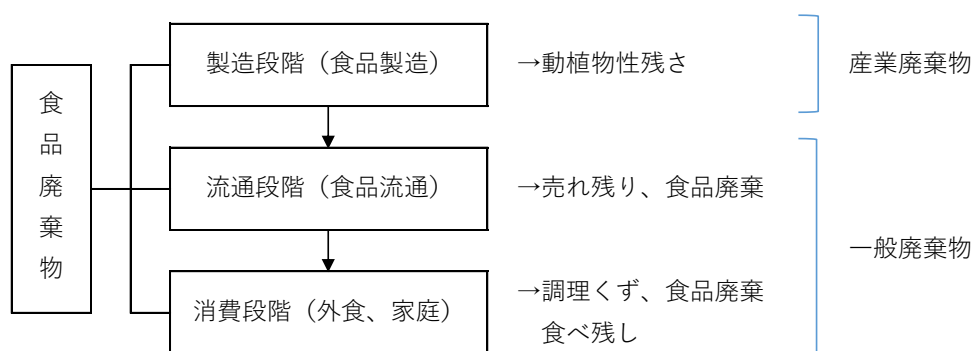 食品廃棄物
製造段階（食品製造）
→動植物性残さ
産業廃棄物
流通段階（食品流通）
→売れ残り、食品廃棄
一般廃棄物
消費段階（外食、家庭）
→調理くず、食品廃棄
食べ残し